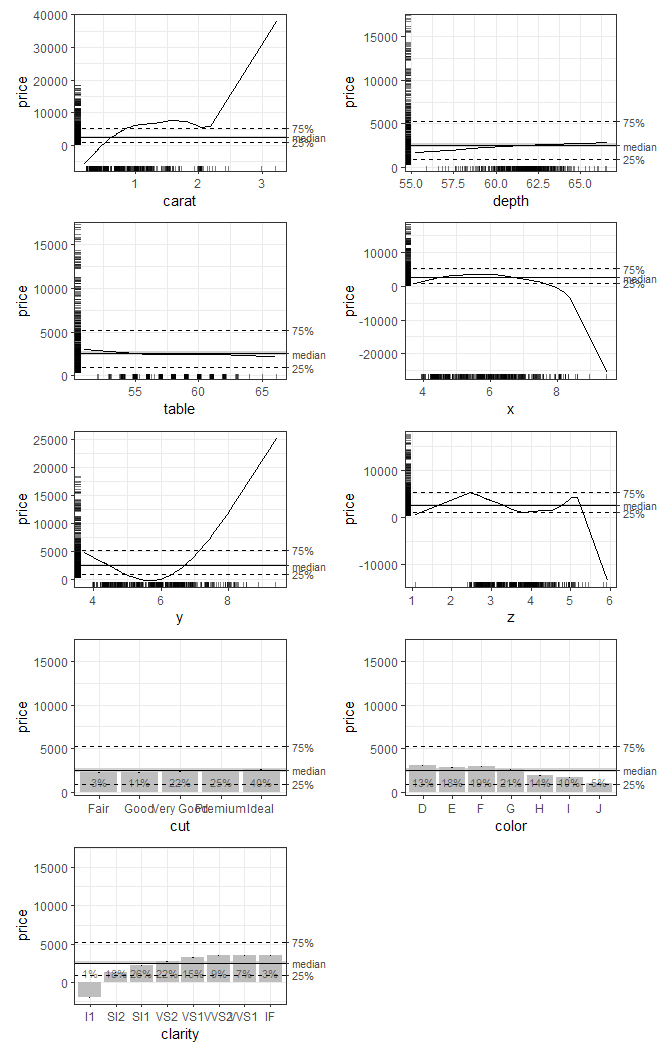 40000
30000
20000
10000
0
price
75%
median
25%
1 2 3
carat
15000
10000
5000
0
price
75%
median
25%
55.0 57.5 60.0 62.5 65.0
depth
15000
10000
5000
0
price
75%
median
25%
55 60 65
table
10000
0
-10000
-20000
price
75%
median
25%
4 6 8
x
25000
20000
15000
10000
5000
0
price
75%
median
25%
4 6 8
y
10000
0
-10000
price
75%
median
25%
1 2 3 4 5 6
z
15000
10000
5000
0
price
75%
median
25%
3% 11% 22% 25% 40%
Fair Good Very Good Premium Ideal
cut
15000
10000
5000
0
price
75%
median
25%
13% 18% 19% 21% 14% 10% 5%
D E F G H I J
color
15000
10000
5000
0
price
75%
median
25%
1% 18% 26% 22% 15% 9% 7% 3%
I1 SI2 SI1 VS2 VS1 VVS2 VVS1 IF
clarity